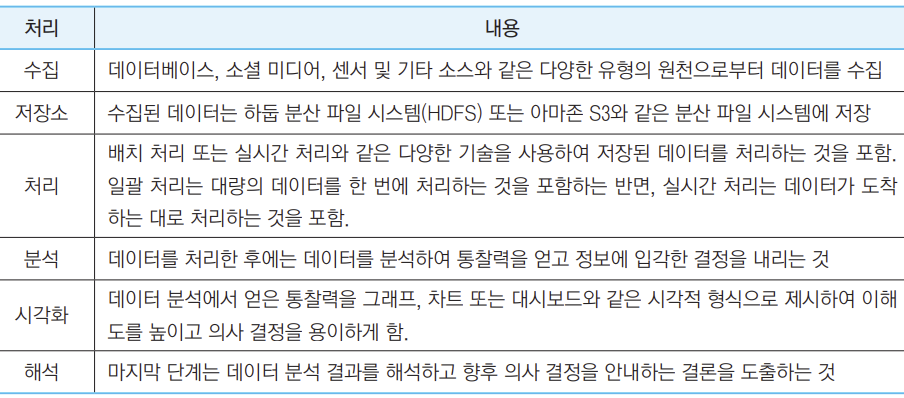 처리 내용
수집 데이터베이스, 소셜 미디어, 센서 및 기타 소스와 같은 다양한 유형의 원천으로부터 데이터를 수집
저장소 수집된 데이터는 하둡 분산 파일 시스템(HDFS) 또는 아마존 S3와 같은 분산 파일 시스템에 저장
배치 처리 또는 실시간 처리와 같은 다양한 기술을 사용하여 저장된 데이터를 처리하는 것을 포함.
처리 일괄 처리는 대량의 데이터를 한 번에 처리하는 것을 포함하는 반면, 실시간 처리는 데이터가 도착
하는 대로 처리하는 것을 포함.
분석 데이터를 처리한 후에는 데이터를 분석하여 통찰력을 얻고 정보에 입각한 결정을 내리는 것
시각화 데이터 분석에서 얻은 통찰력을 그래프, 차트 또는 대시보드와 같은 시각적 형식으로 제시하여 이해
도를 높이고 의사 결정을 용이하게 함.
해석 마지막 단계는 데이터 분석 결과를 해석하고 향후 의사 결정을 안내하는 결론을 도출하는 것